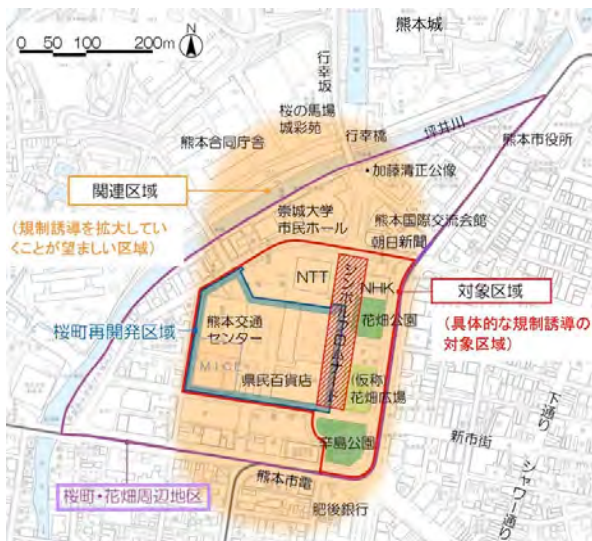 0 50 100 200m
N
熊本城
行幸坂
桜の馬場
城彩苑
行幸橋
坪井川
熊本合同庁舎
熊本市役所
・加藤清正公像
関連区域
崇城大学
市民ホール
熊本国際交流会館
(規制誘導を拡大してい
くことが望ましい区域)
朝日新聞
NTT
シンボルプロムナード
NHK
対象区域
花畑公園
(具体的な規制誘導の
対象区域)
桜町再開発区域
熊本交通
センター
MICE
県民百貨店
(仮称)
花畑広場
下通り
辛島公園
新市街
シャワー通り
熊本市電
桜町・花畑周辺地区
肥後銀行